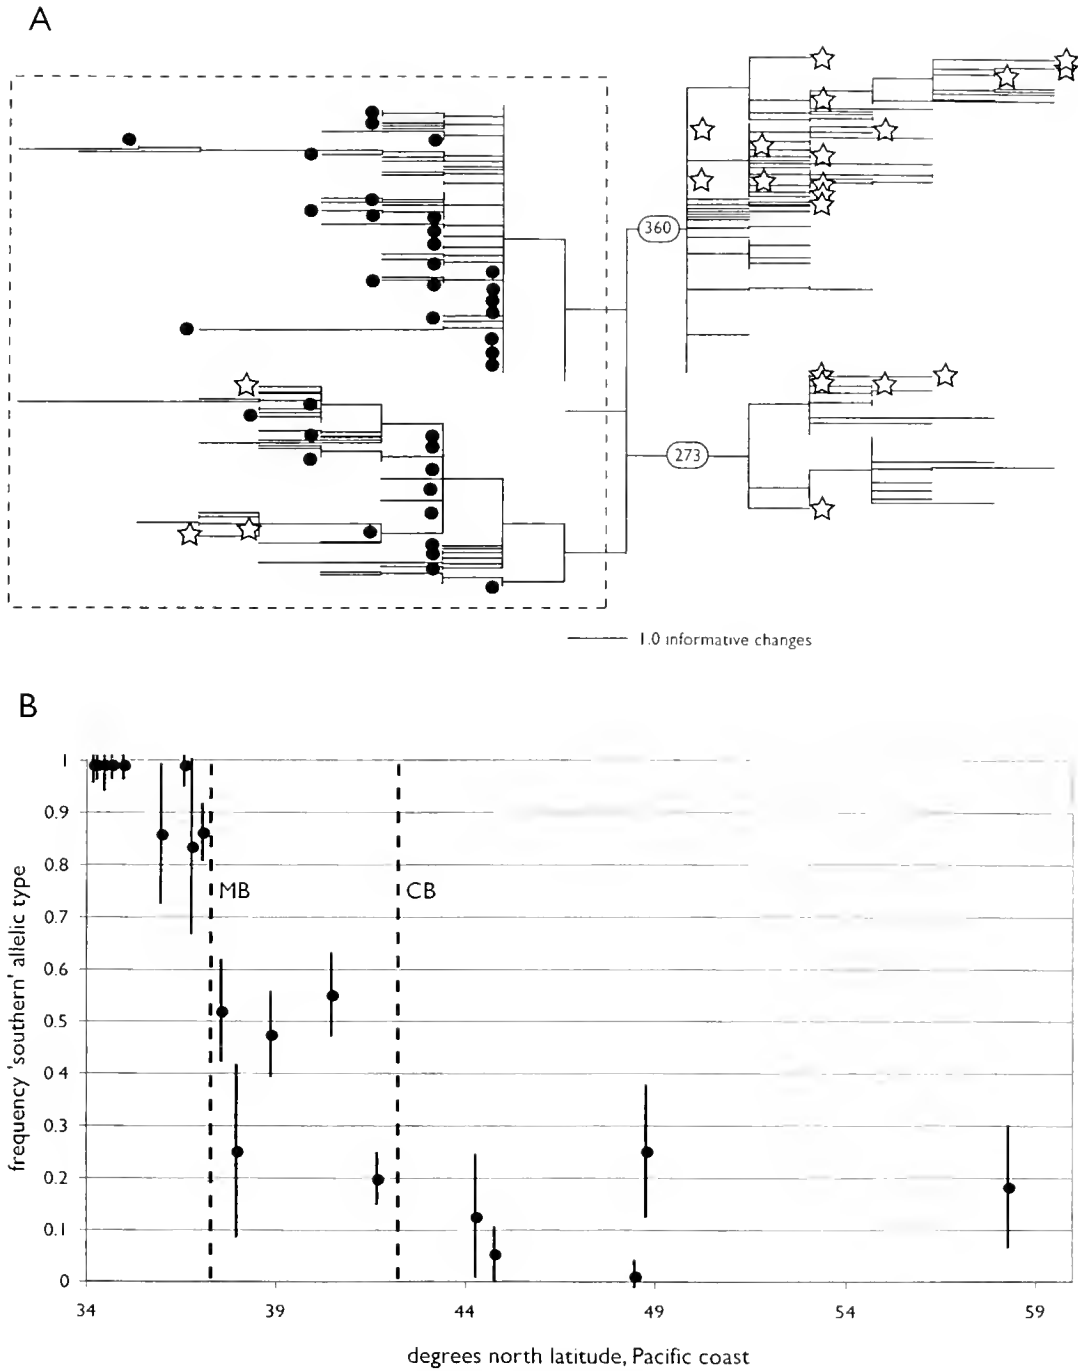 A
360
273
1.0 informative changes
B
frequency 'southern' allelic type
1
0.9
0.8
0.7
0.6
0.5
0 4
0.3
0.2
0.1
0
MB
CB
34
39
44
49
54
59
degrees north latitude, Pacific coast